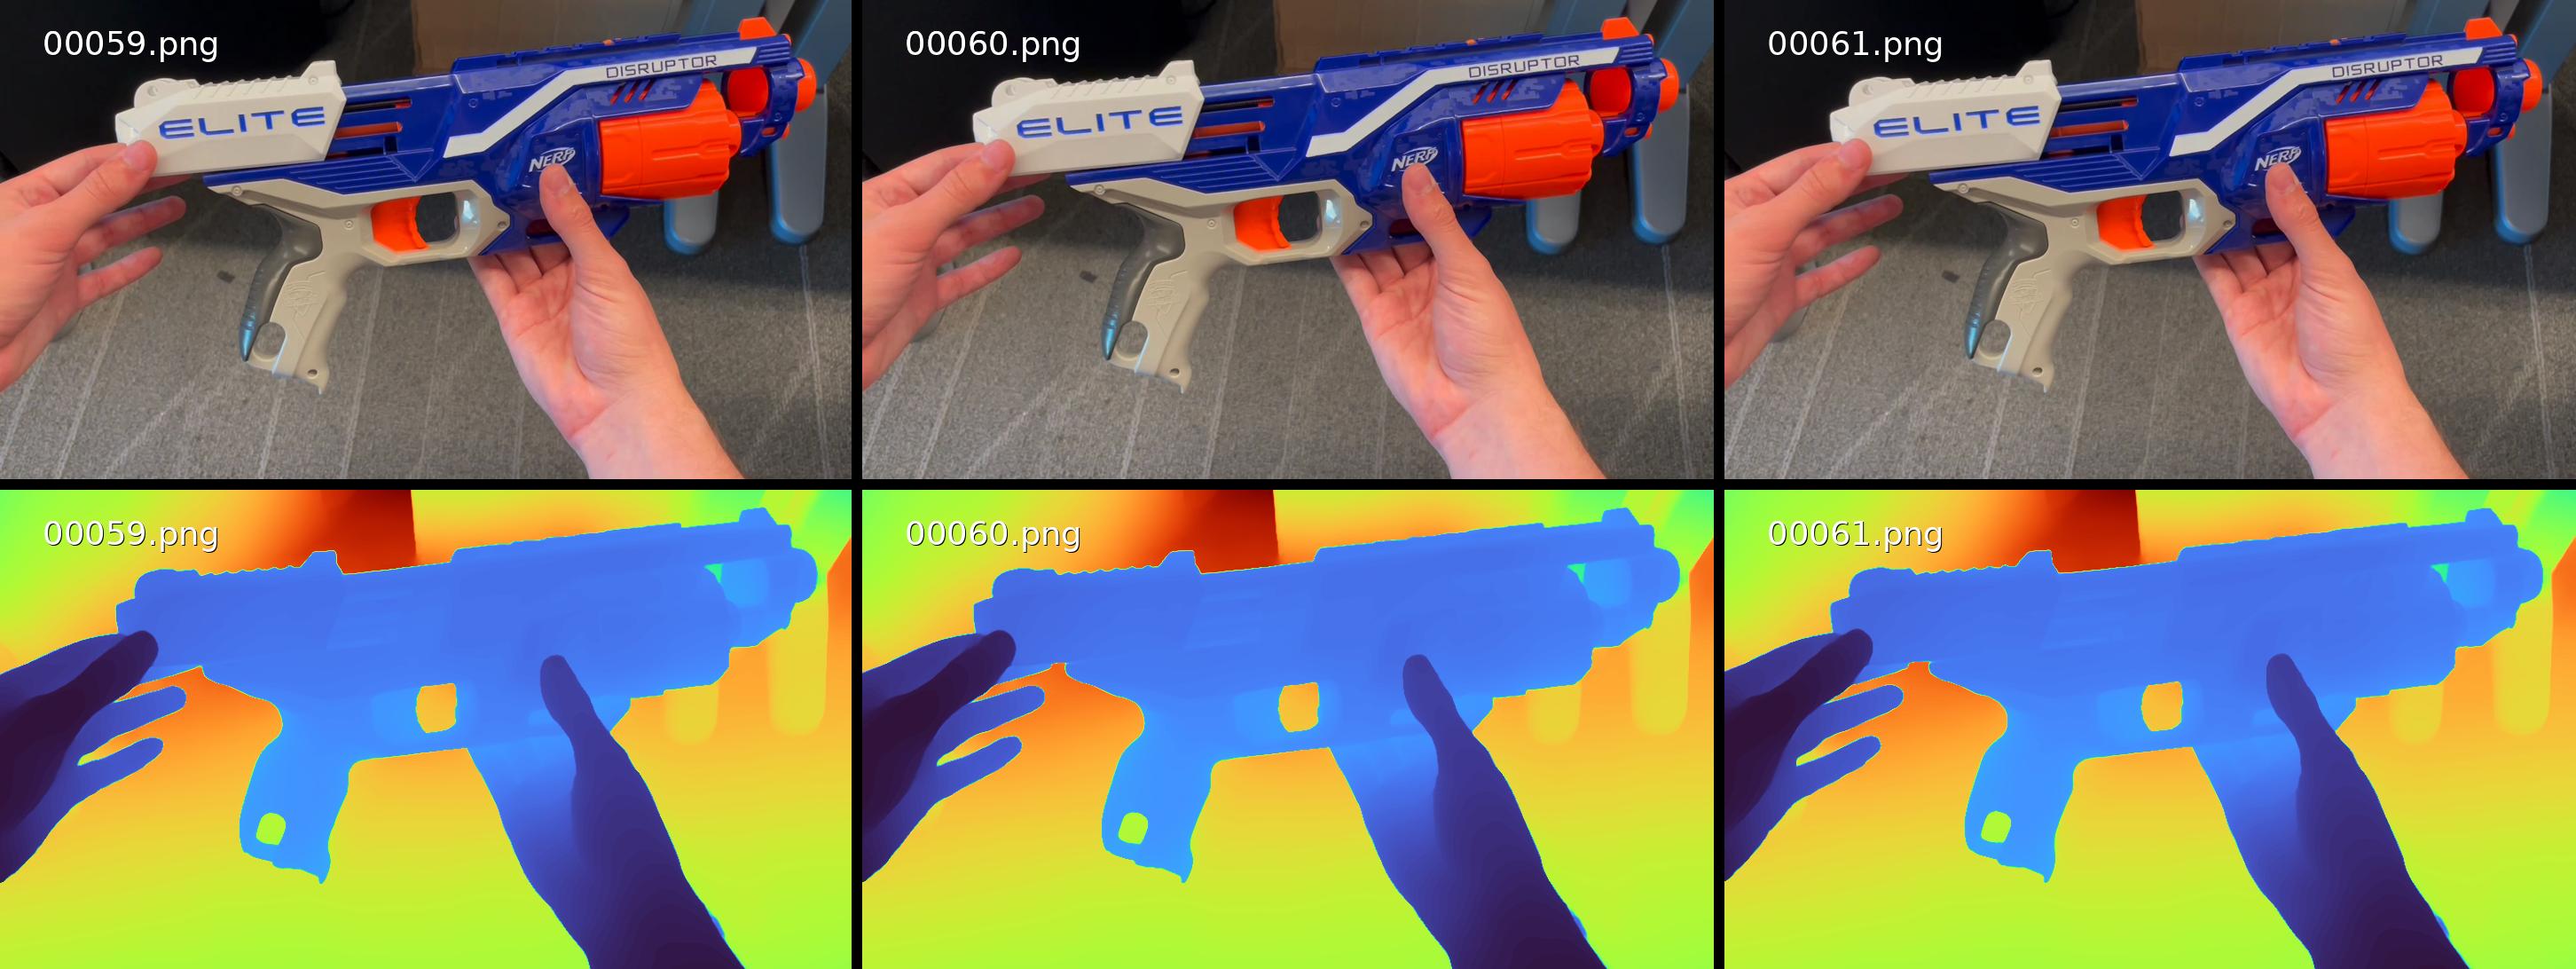 00059.png
DISRUPTOR
ELITE
NERF
00060.png
DISRUPTOR
ELITE
NERF
00061.png
DISRUPTOR
ELITE
NERF
00059.png
00060.png
00061.png